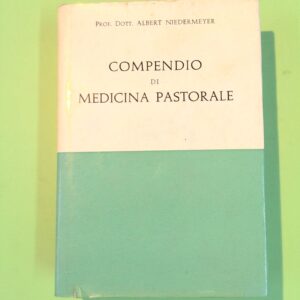 PROF. DOTT. ALBERT NIEDERMEYER
COMPENDIO
DI
MEDICINA PASTORALE